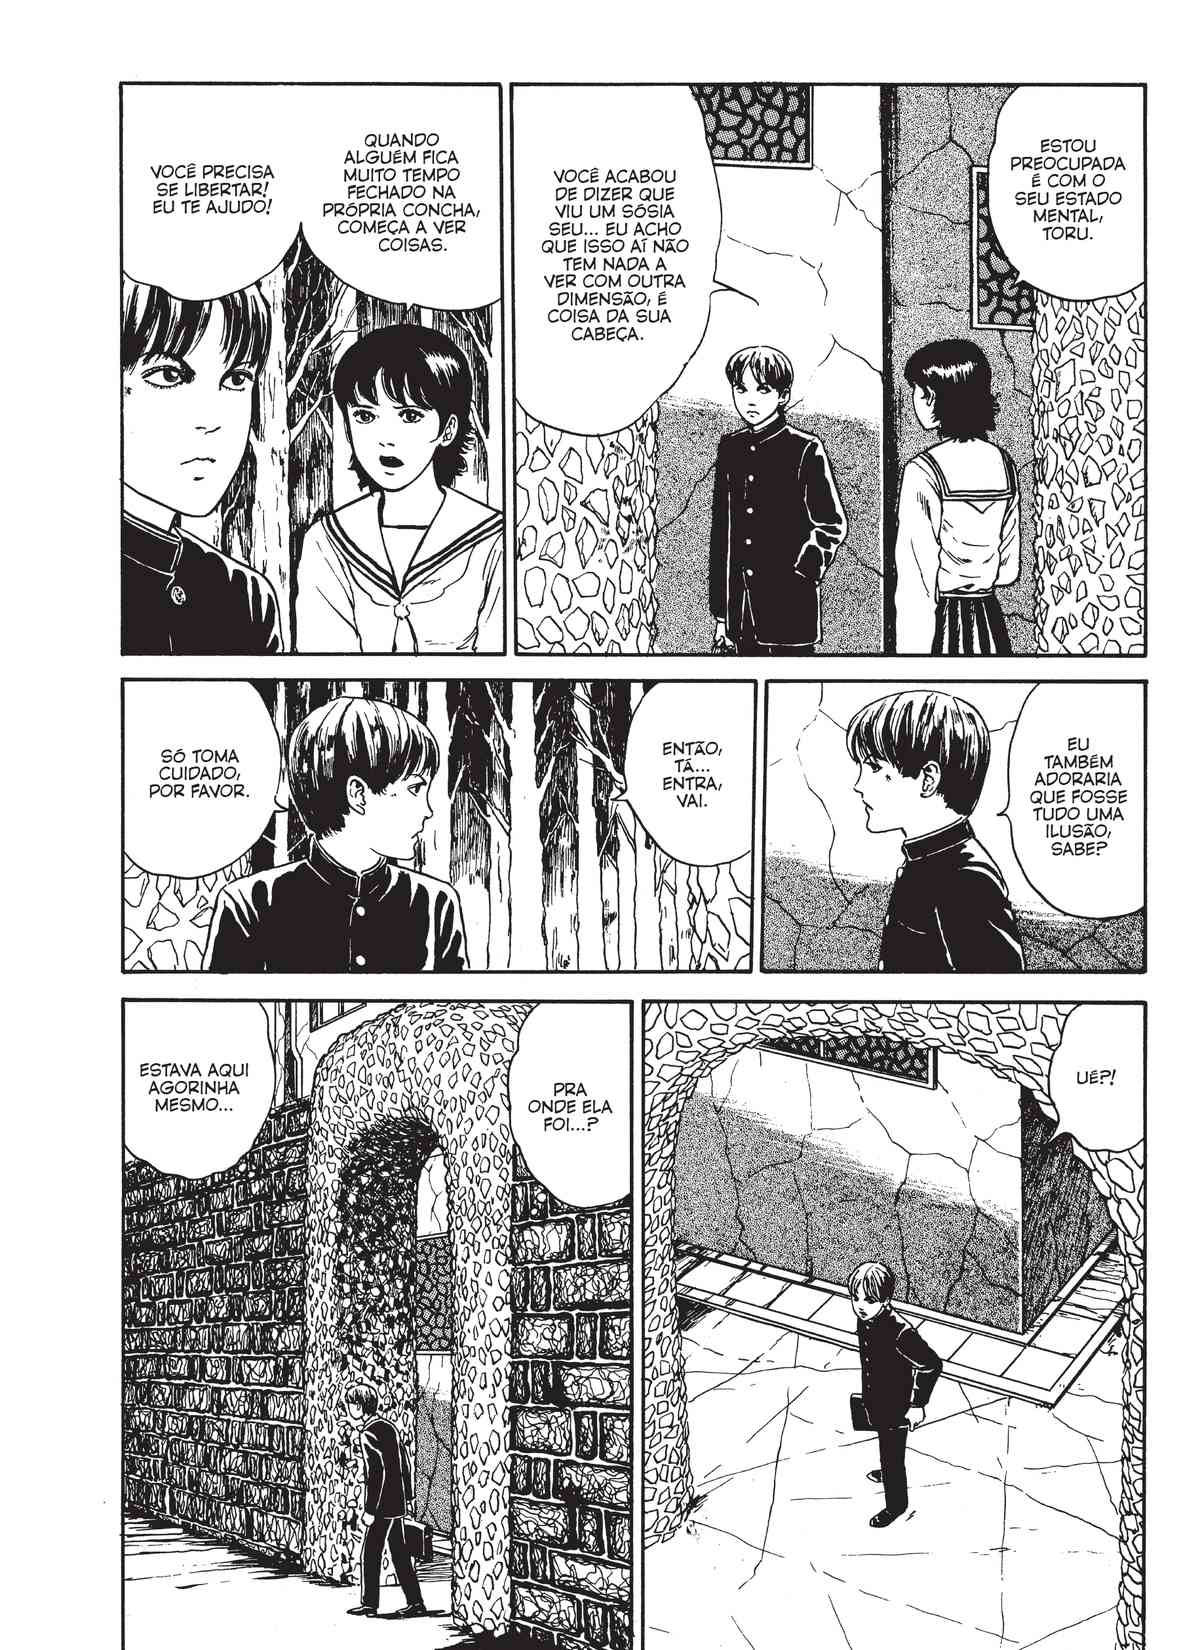 ESTOU
PREOCUPADA
É COM O
SEU ESTADO
MENTAL,
TORU.
VOCÊ ACABOU
DE DIZER QUE
VIU UM SÓSIA
SEU... EU ACHO
QUE ISSO AÍ NÃO
TEM NADA A
VER COM OUTRA
DIMENSÃO, É
COISA DA SUA
CABEÇA.
QUANDO
ALGUÉM FICA
MUITO TEMPO
FECHADO NA
PRÓPRIA CONCHA,
COMEÇA A VER
COISAS.
VOCÊ PRECISA
SE LIBERTAR!
EU TE AJUDO!
EU
TAMBÉM
ADORARIA
QUE FOSSE
TUDO UMA
ILUSÃO,
SABE?
ENTÃO,
TÁ...
ENTRA,
VAI.
SÓ TOMA
CUIDADO,
POR FAVOR.
UÉ?!
PRA
ONDE ELA
FOI...?
ESTAVA AQUI
AGORINHA
MESMO...